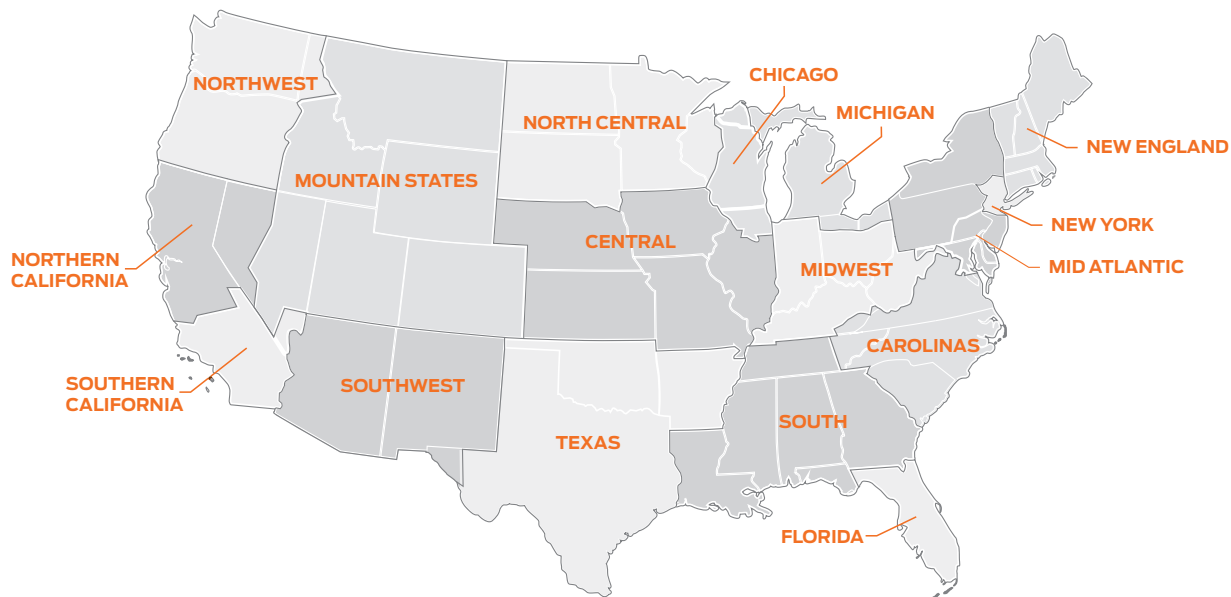 CHICAGO
NORTHWEST
MICHIGAN
NORTH CENTRAL
NEW ENGLAND
MOUNTAIN STATES
NEW YORK
CENTRAL
NORTHERN
CALIFORNIA
MIDWEST
MID ATLANTIC
CAROLINAS
SOUTHERN
CALIFORNIA
SOUTHWEST
SOUTH
TEXAS
FLORIDA